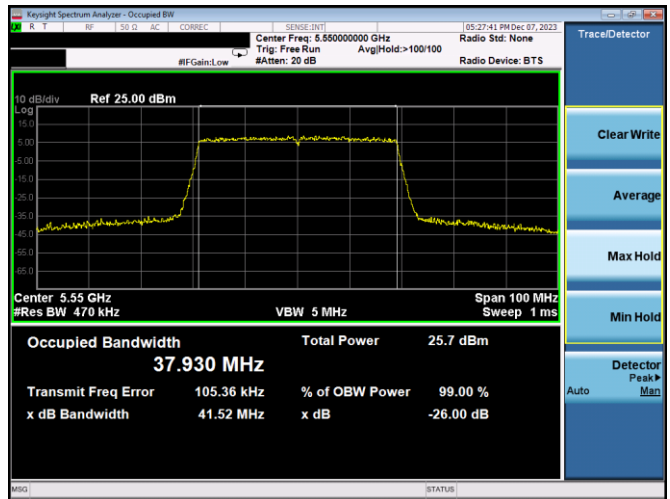 Keysight Spectrum Analyzer - Occupied BW
R T RF 50 Ω AC CORREC SENSE:INT 05:27:41 PM Dec 07, 2023
Center Freq: 5.550000000 GHz Radio Std: None
Trig: Free Run Avg|Hold:>100/100
#IFGain:Low #Atten: 20 dB Radio Device: BTS
Trace/Detector
10 dB/div Ref 25.00 dBm
Log
15.0
5.00
-5.00
-15.0
-25.0
-35.0
-45.0
-55.0
-65.0
Center 5.55 GHz Span 100 MHz
#Res BW 470 kHz VBW 5 MHz Sweep 1 ms
Occupied Bandwidth Total Power 25.7 dBm
37.930 MHz
Transmit Freq Error 105.36 kHz % of OBW Power 99.00 %
x dB Bandwidth 41.52 MHz x dB -26.00 dB
Clear Write
Average
Max Hold
Min Hold
Detector
Peak▶
Auto Man
MSG STATUS